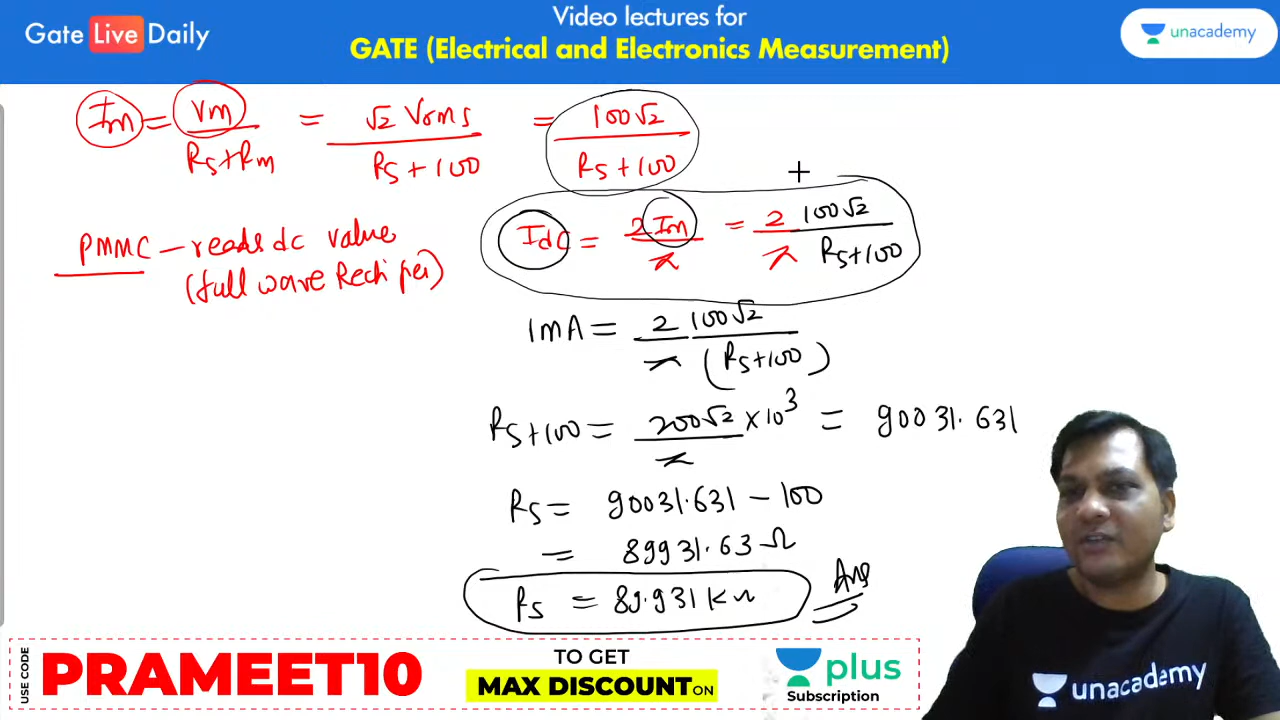 Gate Live Daily
Video lectures for
GATE (Electrical and Electronics Measurement)
unacademy
Im = Vm / Rs+Rm = √2 Vrms / Rs+100 = 100√2 / Rs+100
PMMC – reads dc value
(full wave Rectifier)
Idc = 2 Im / π = 2/π 100√2 / Rs+100
1mA = 2/π 100√2 / (Rs+100)
Rs+100 = 200√2 / π × 10³ = 90031.631
Rs = 90031.631 – 100
= 89931.63 Ω
Rs = 89.931 KΩ Ans
USE CODE
PRAMEET10
TO GET
MAX DISCOUNT ON
plus
Subscription
unacademy